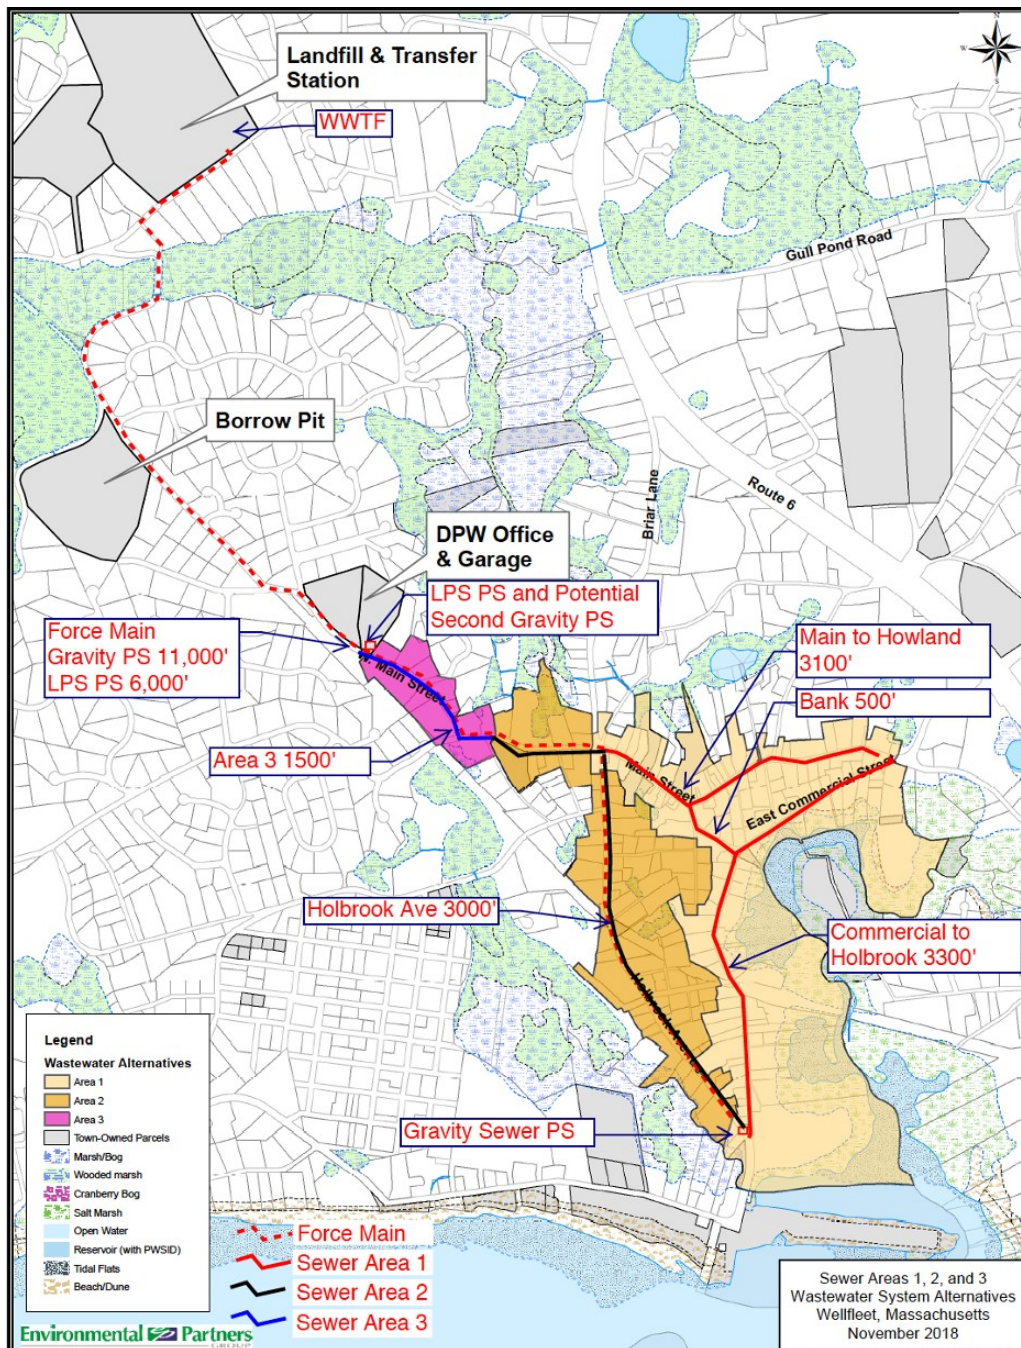 Landfill & Transfer
Station
WWTF
N
W
S
Gull Pond Road
Borrow Pit
Briar Lane
Route 6
DPW Office
& Garage
LPS PS and Potential
Second Gravity PS
Force Main
Gravity PS 11,000'
LPS PS 6,000'
Main to Howland
3100'
N. Main Street
Bank 500'
Area 3 1500'
Main Street
East Commercial Street
Holbrook Ave 3000'
Commercial to
Holbrook 3300'
Gravity Sewer PS
Legend
Wastewater Alternatives
Area 1
Area 2
Area 3
Town-Owned Parcels
Marsh/Bog
Wooded marsh
Cranberry Bog
Salt Marsh
Open Water
Reservoir (with PWSID)
Tidal Flats
Beach/Dune
Force Main
Sewer Area 1
Sewer Area 2
Sewer Area 3
Environmental Partners
GROUP
Sewer Areas 1, 2, and 3
Wastewater System Alternatives
Wellfleet, Massachusetts
November 2018